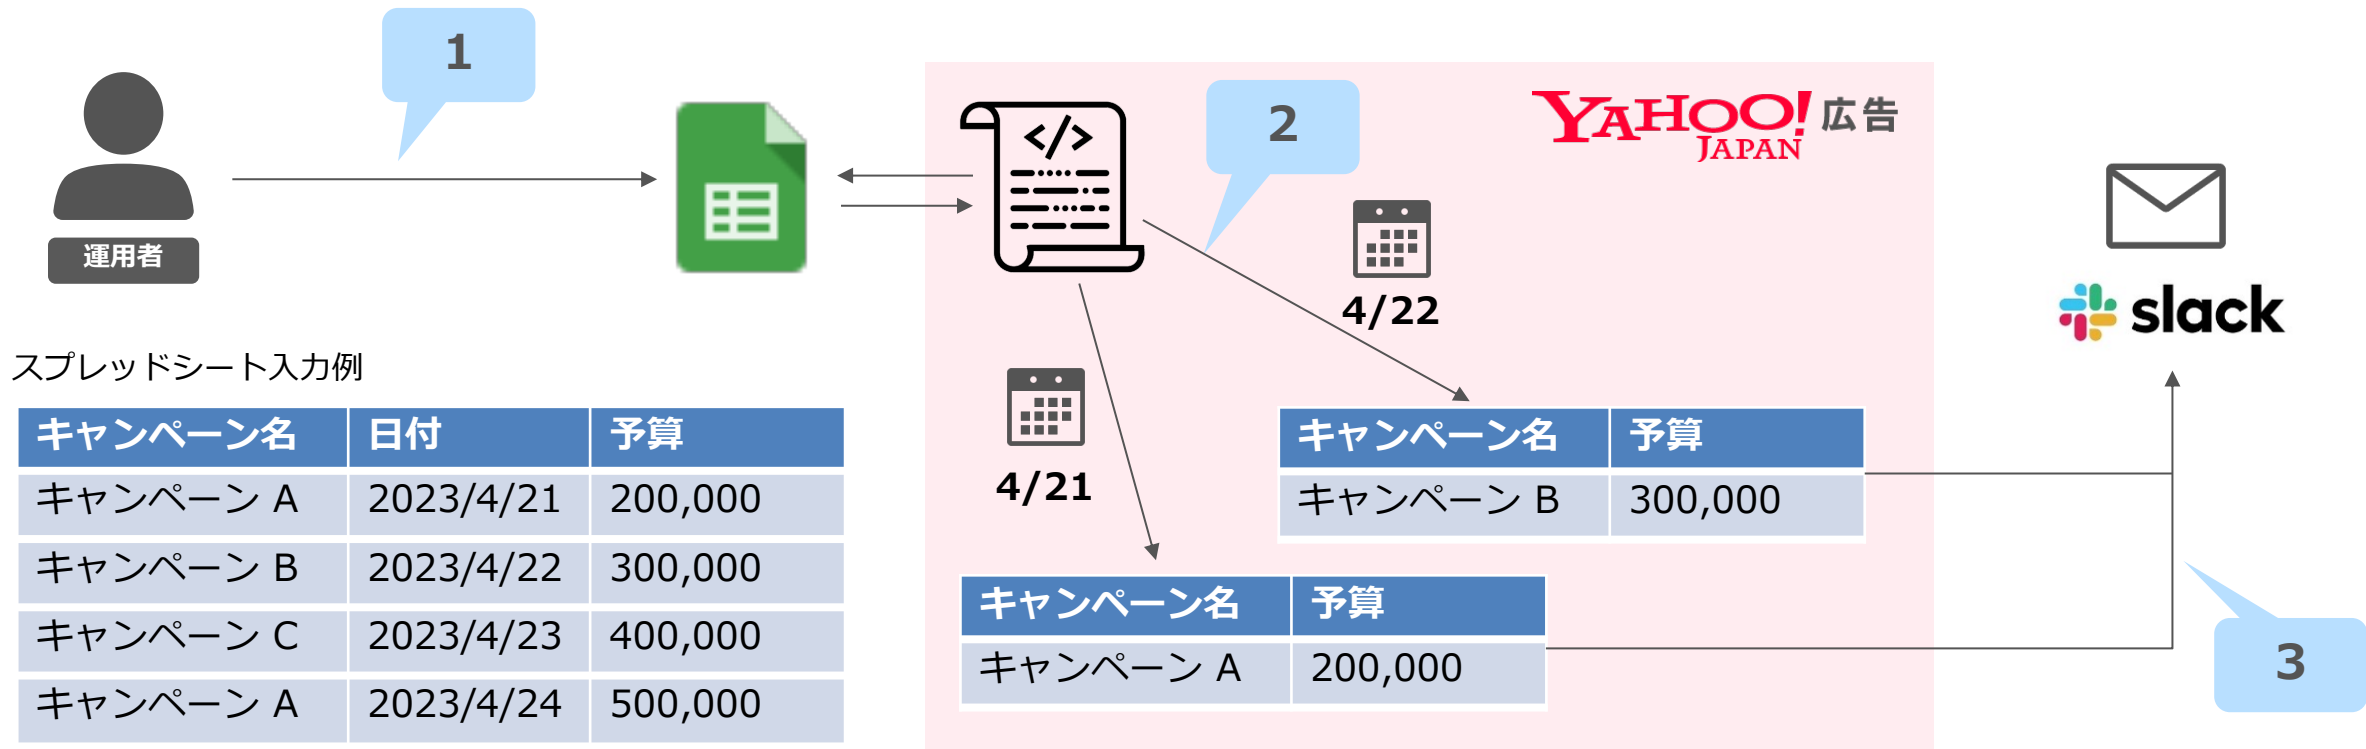 1
運用者
</>
2
YAHOO! JAPAN 広告
4/22
4/21
slack
3
スプレッドシート入力例
キャンペーン名 日付 予算
キャンペーン A 2023/4/21 200,000
キャンペーン B 2023/4/22 300,000
キャンペーン C 2023/4/23 400,000
キャンペーン A 2023/4/24 500,000
キャンペーン名 予算
キャンペーン B 300,000
キャンペーン名 予算
キャンペーン A 200,000